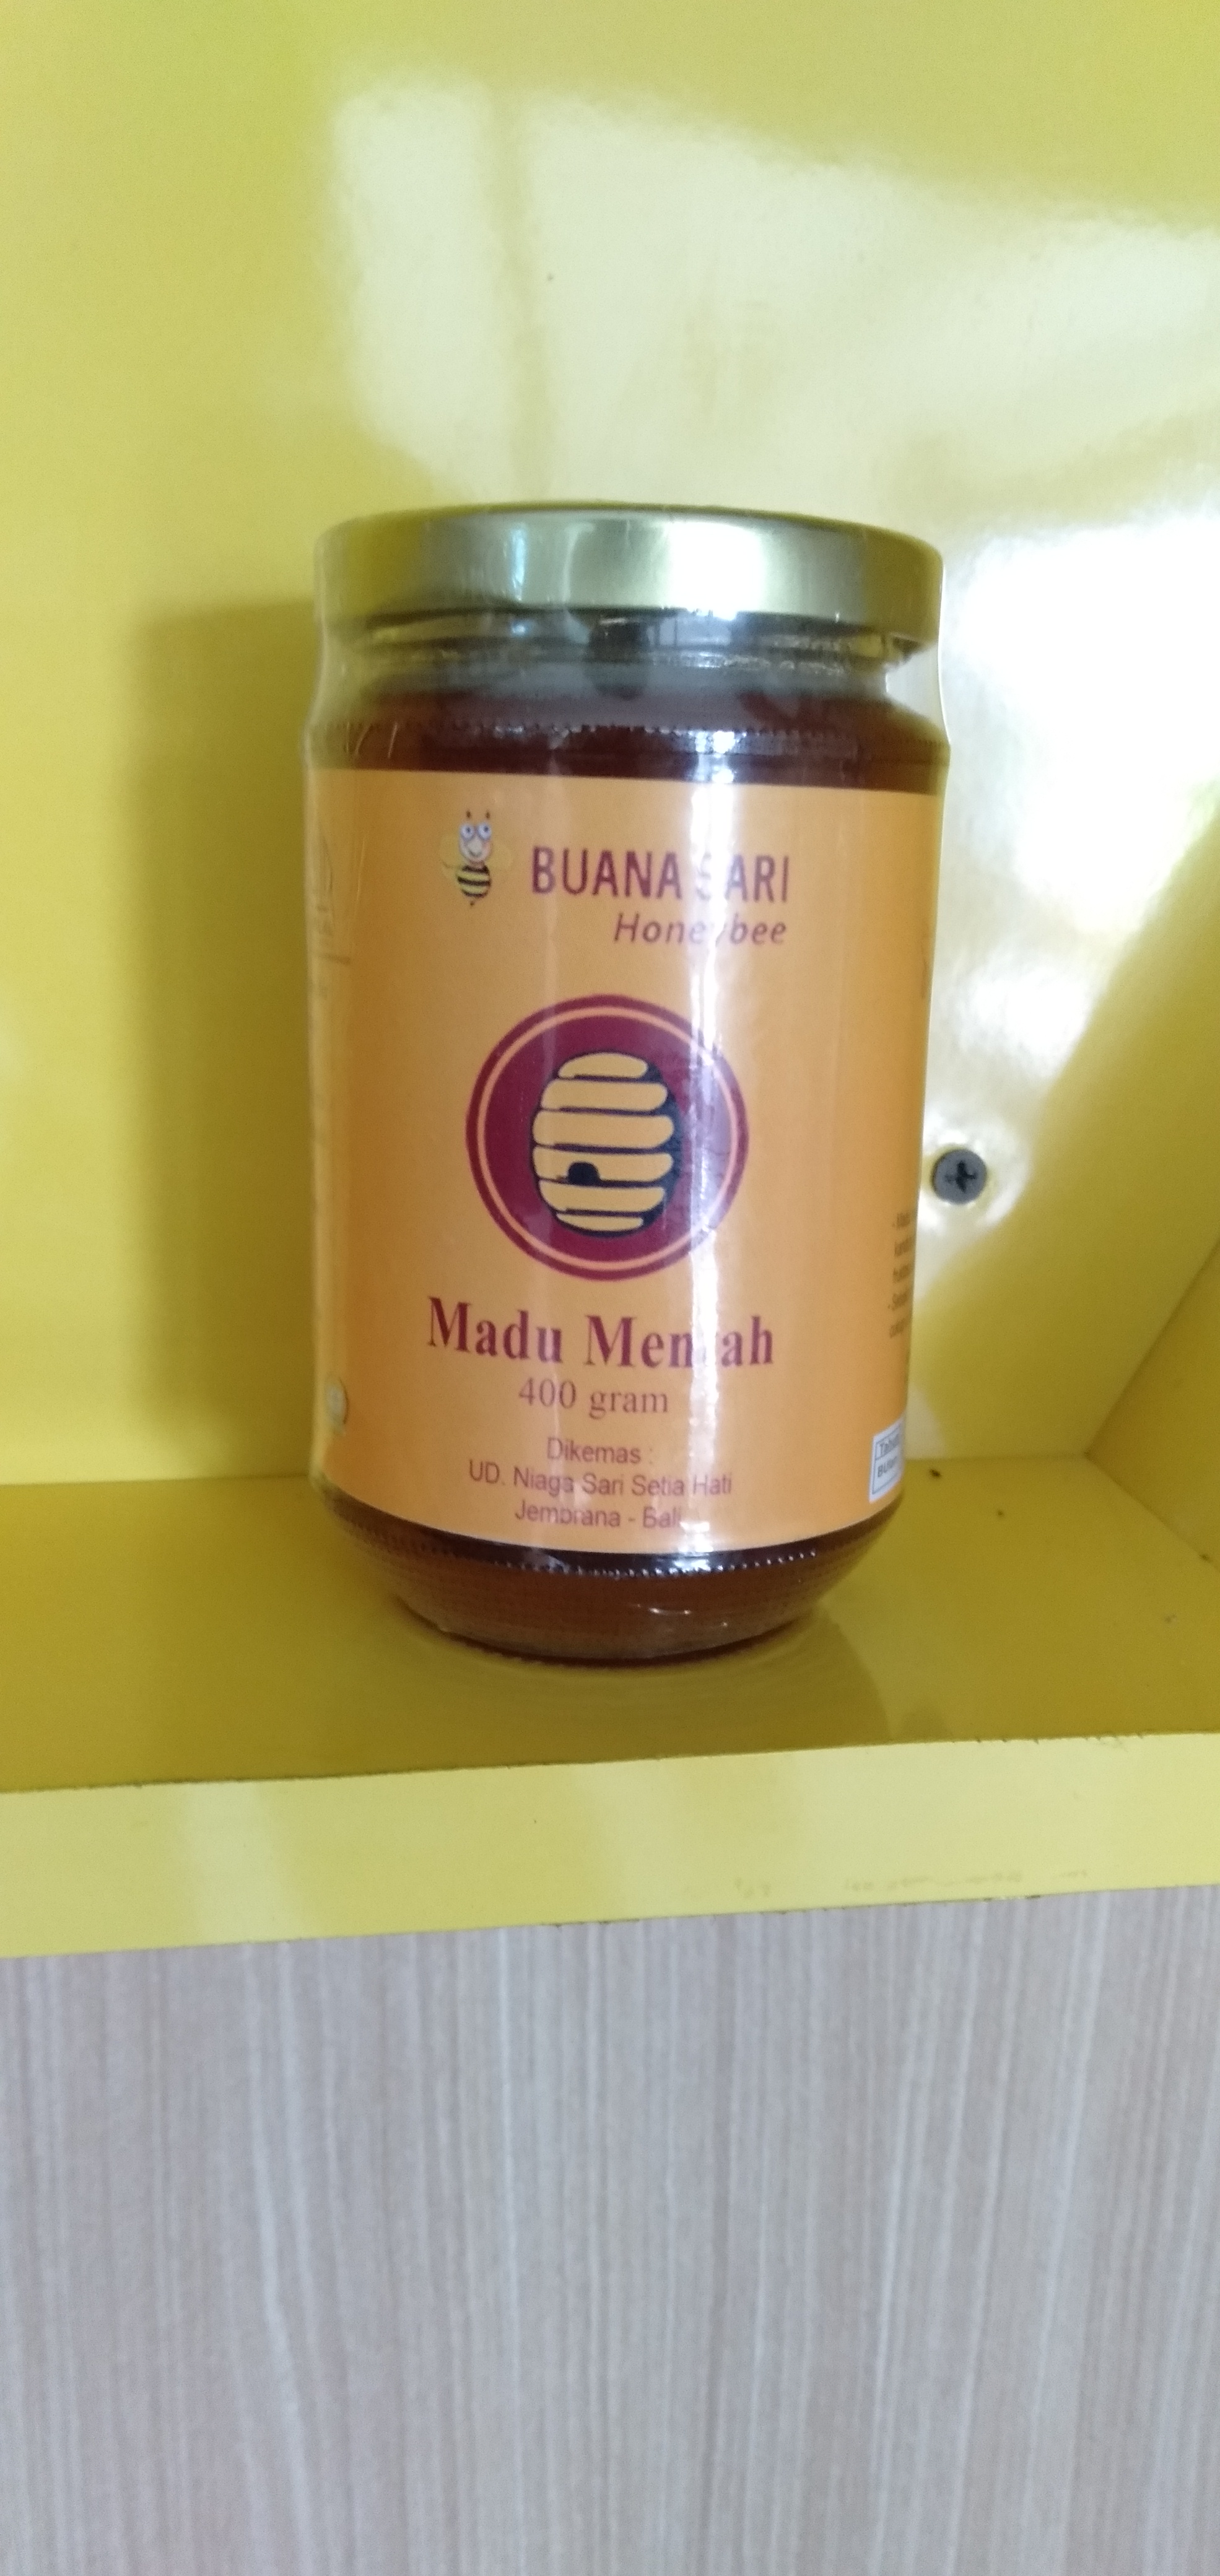 BUANA SARI
Honeybee
Madu Mentah
400 gram
Dikemas :
UD. Niaga Sari Setia Hati
Jembrana - Bali